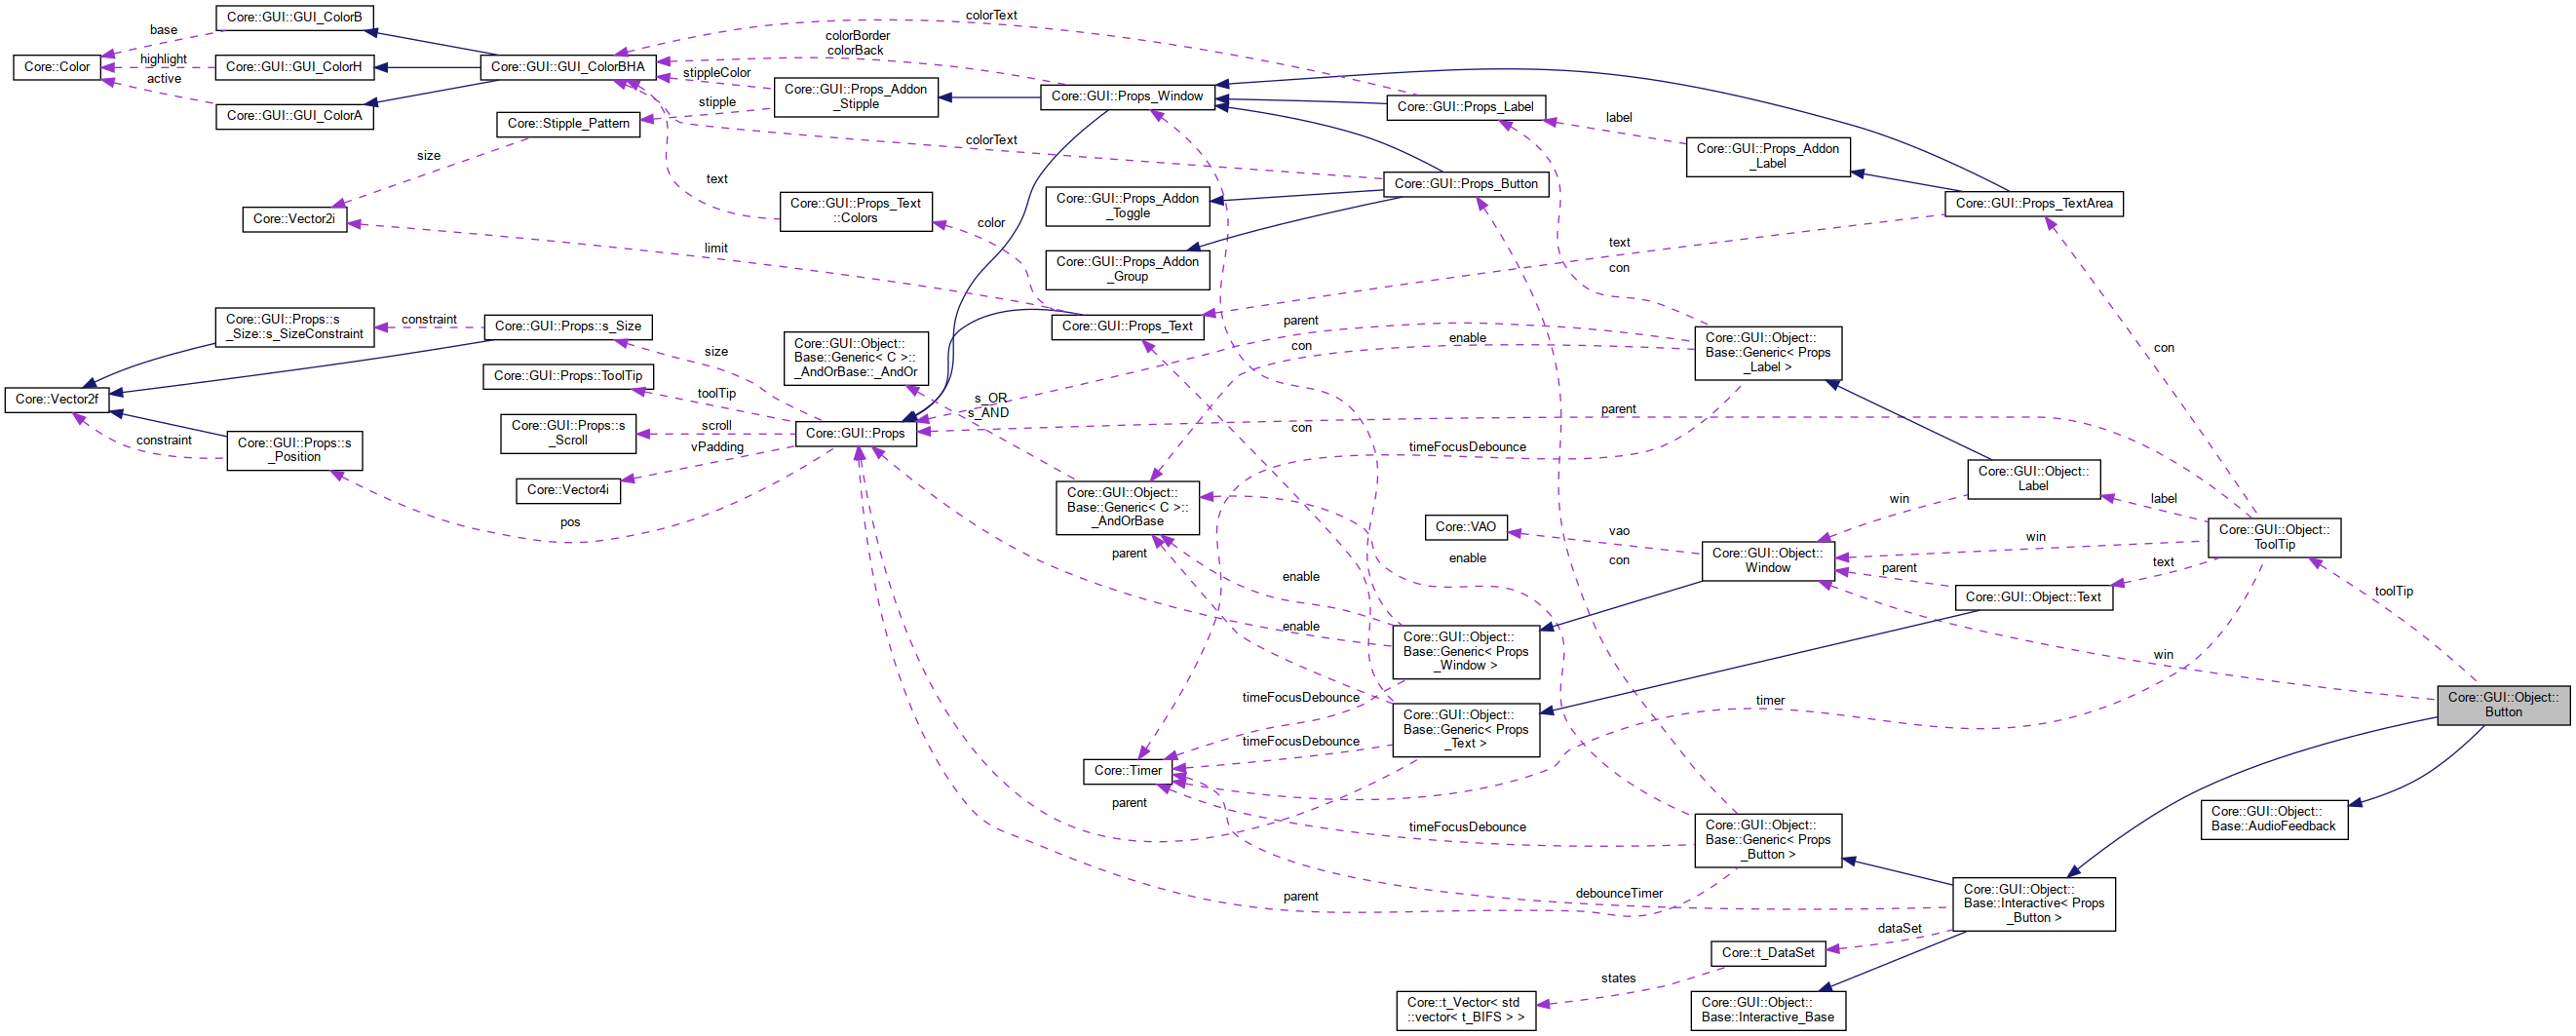 Core::GUI::GUI_ColorB
base
Core::Color
highlight
active
Core::GUI::GUI_ColorH
Core::GUI::GUI_ColorA
Core::GUI::GUI_ColorBHA
Core::Stipple_Pattern
size
Core::Vector2i
colorText
colorBorder
colorBack
stippleColor
stipple
Core::GUI::Props_Addon
_Stipple
Core::GUI::Props_Window
colorText
text
Core::GUI::Props_Text
::Colors
color
limit
Core::GUI::Props_Label
label
Core::GUI::Props_Addon
_Label
Core::GUI::Props_Button
Core::GUI::Props_Addon
_Toggle
Core::GUI::Props_Addon
_Group
Core::GUI::Props_TextArea
text
con
Core::GUI::Props::s
_Size::s_SizeConstraint
constraint
Core::GUI::Props::s_Size
Core::GUI::Props::ToolTip
Core::Vector2f
constraint
Core::GUI::Props::s
_Position
Core::GUI::Props::s
_Scroll
Core::Vector4i
size
toolTip
scroll
vPadding
pos
Core::GUI::Object::
Base::Generic< C >::
_AndOrBase::_AndOr
Core::GUI::Props
Core::GUI::Props_Text
s_OR
s_AND
parent
con
enable
Core::GUI::Object::
Base::Generic< Props
_Label >
con
con
parent
timeFocusDebounce
Core::GUI::Object::
Base::Generic< C >::
_AndOrBase
Core::VAO
vao
con
enable
parent
Core::GUI::Object::
Label
win
label
Core::GUI::Object::
ToolTip
Core::GUI::Object::
Window
win
parent
text
Core::GUI::Object::Text
toolTip
win
enable
enable
Core::GUI::Object::
Base::Generic< Props
_Window >
Core::GUI::Object::
Button
timeFocusDebounce
timer
Core::GUI::Object::
Base::Generic< Props
_Text >
timeFocusDebounce
Core::Timer
parent
timeFocusDebounce
Core::GUI::Object::
Base::Generic< Props
_Button >
Core::GUI::Object::
Base::AudioFeedback
parent
debounceTimer
Core::GUI::Object::
Base::Interactive< Props
_Button >
dataSet
Core::t_DataSet
states
Core::t_Vector< std
::vector< t_BIFS > >
Core::GUI::Object::
Base::Interactive_Base